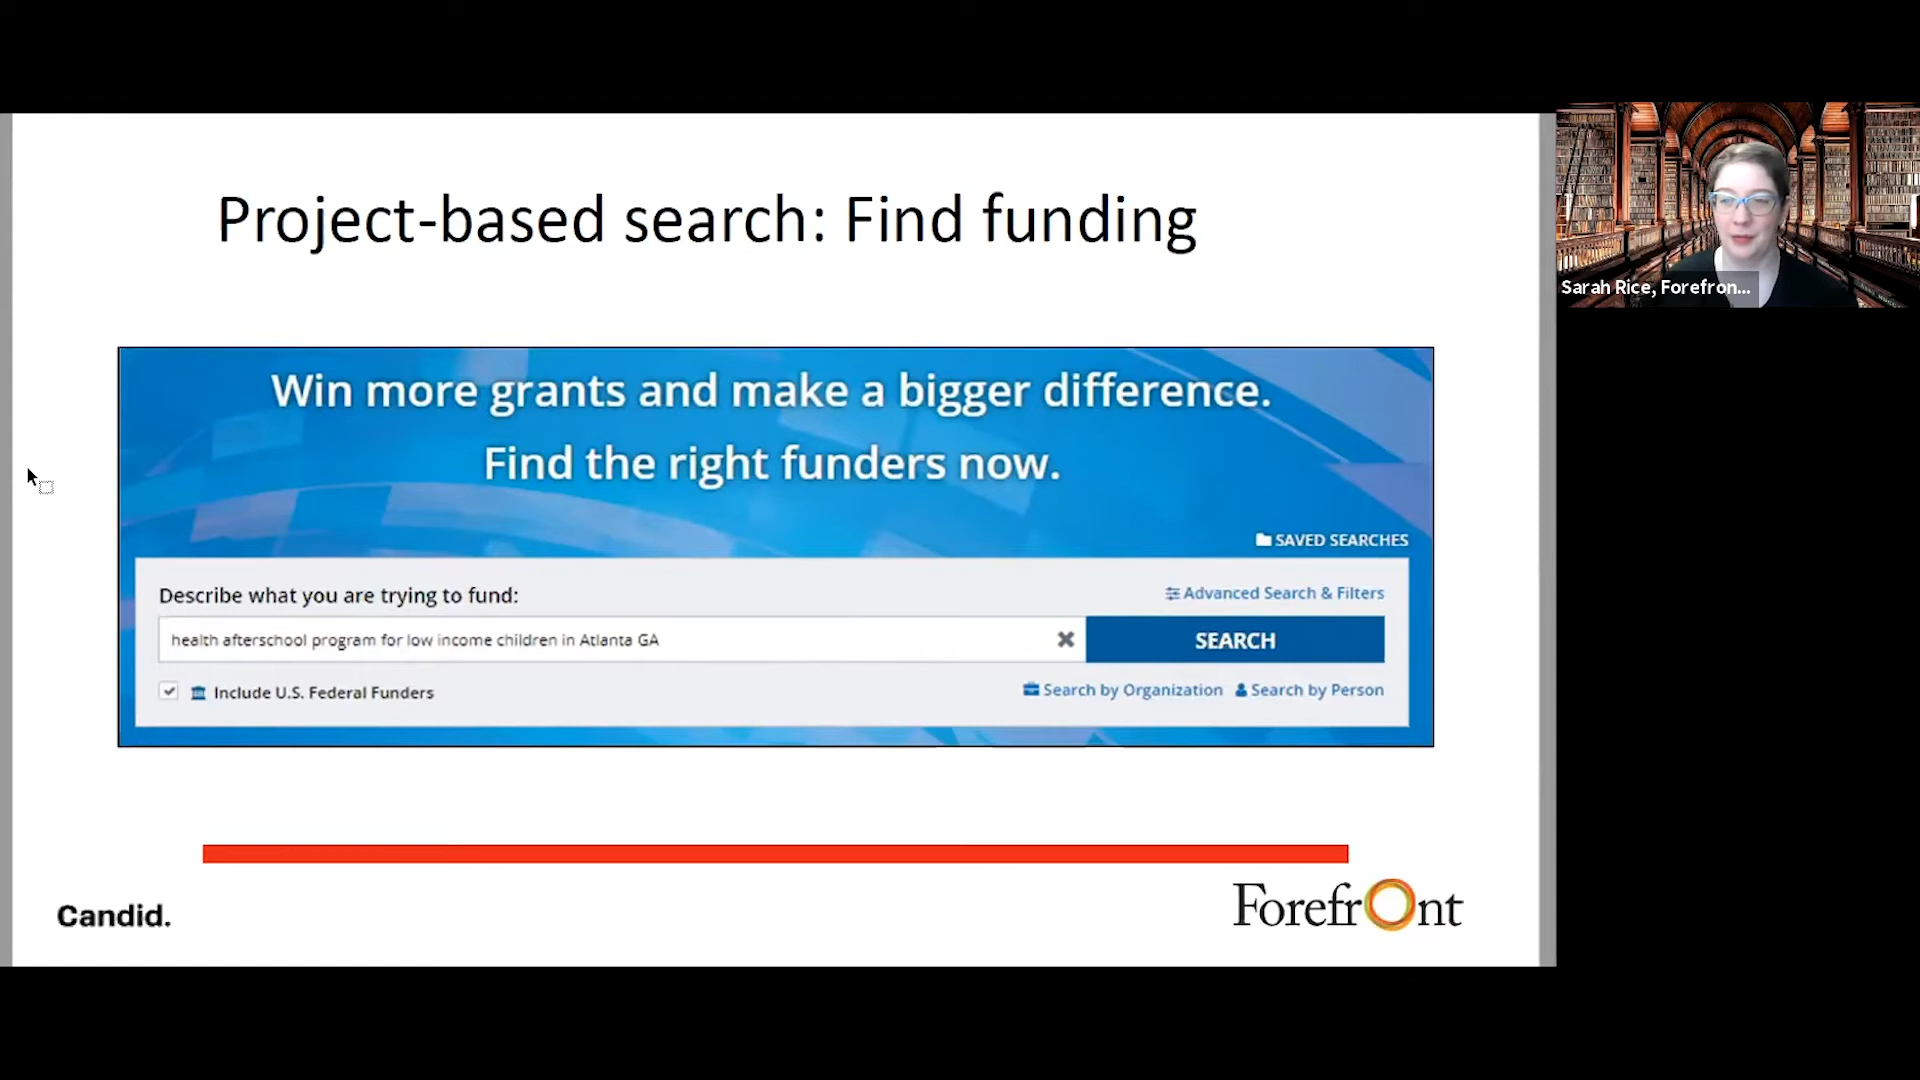 Project-based search: Find funding
Sarah Rice, Forefron...
Win more grants and make a bigger difference.
Find the right funders now.
SAVED SEARCHES
Describe what you are trying to fund:
Advanced Search & Filters
health afterschool program for low income children in Atlanta GA
SEARCH
Include U.S. Federal Funders
Search by Organization
Search by Person
Candid.
Forefront